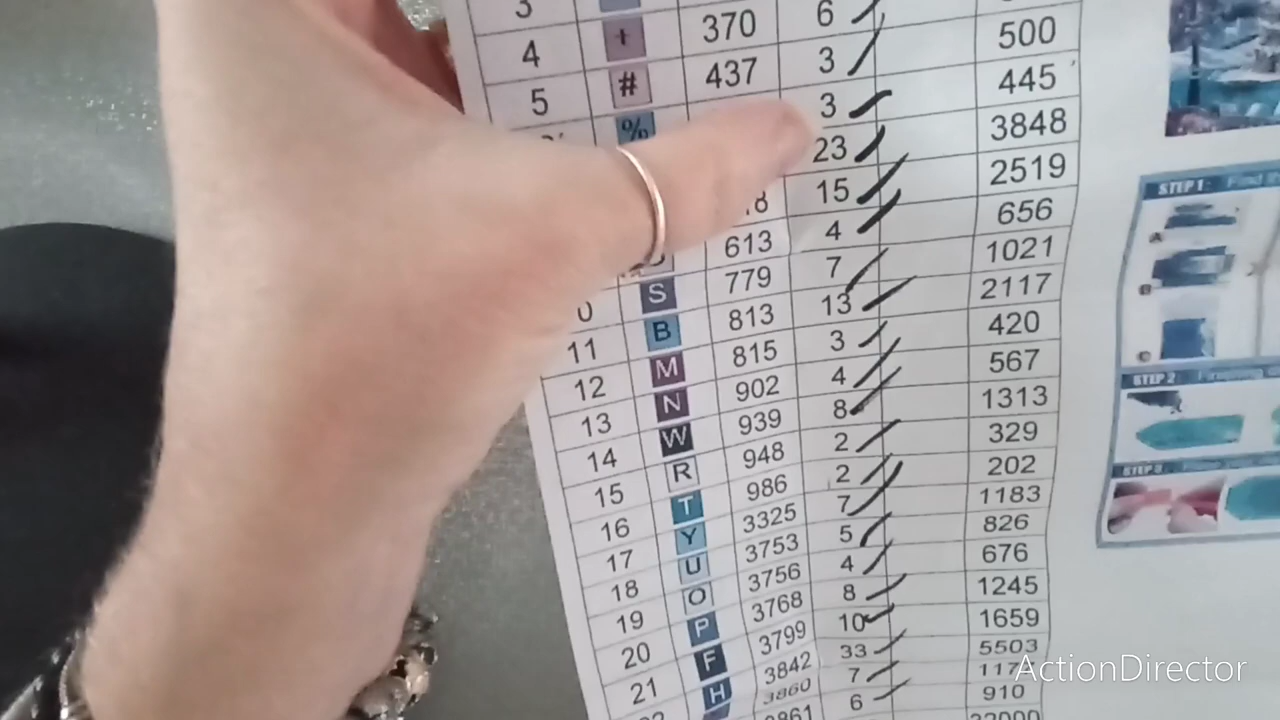 3
4 + 370 6
5 # 437 3 500
% 3 445
23 3848
15 2519
613 4 656
S 779 7 1021
11 B 813 13 2117
12 M 815 3 420
13 N 902 4 567
14 W 939 8 1313
15 R 948 2 329
16 T 986 2 202
17 Y 3325 7 1183
18 U 3753 5 826
19 O 3756 4 676
20 P 3768 8 1245
21 F 3799 10 1659
H 3842 33 5503
3860 7
6 910
STEP 1:
A
B
C
STEP 2
STEP 3
ActionDirector